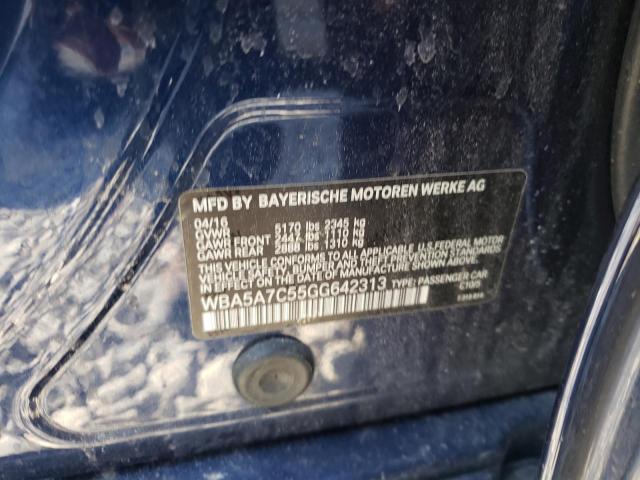 MFD BY BAYERISCHE MOTOREN WERKE AG
04/16
GVWR 5170 lbs 2345 kg
GAWR FRONT 2447 lbs 1110 kg
GAWR REAR 2888 lbs 1310 kg
THIS VEHICLE CONFORMS TO ALL APPLICABLE U.S. FEDERAL MOTOR
VEHICLE SAFETY, BUMPER, AND THEFT PREVENTION STANDARDS
IN EFFECT ON THE DATE OF MANUFACTURE SHOWN ABOVE.
WBA5A7C55GG642313 TYPE: PASSENGER CAR